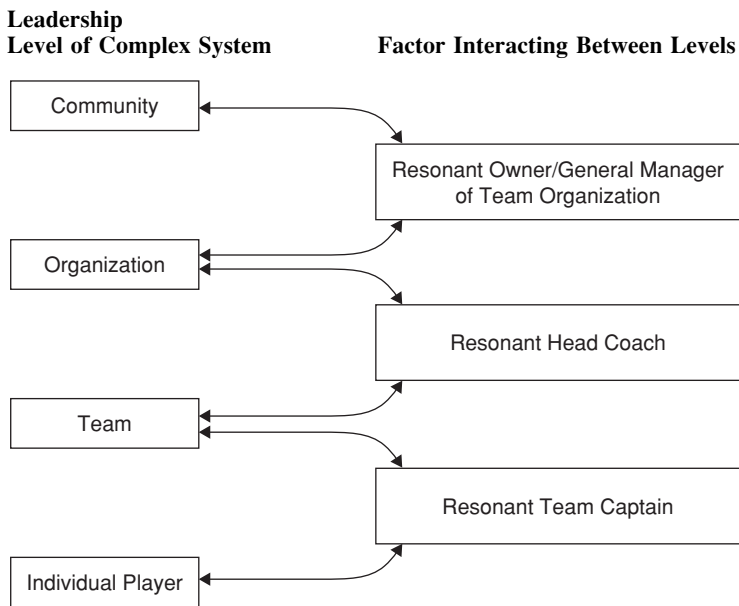 Leadership
Level of Complex System
Factor Interacting Between Levels
Community
Resonant Owner/General Manager
of Team Organization
Organization
Resonant Head Coach
Team
Resonant Team Captain
Individual Player